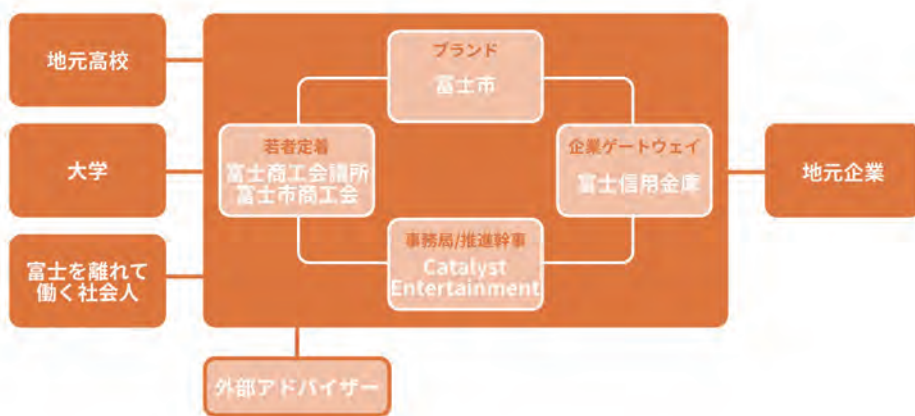 地元高校
大学
富士を離れて
働く社会人
ブランド
富士市
若者定着
富士商工会議所
富士市商工会
企業ゲートウェイ
富士信用金庫
事務局/推進幹事
Catalyst
Entertainment
地元企業
外部アドバイザー